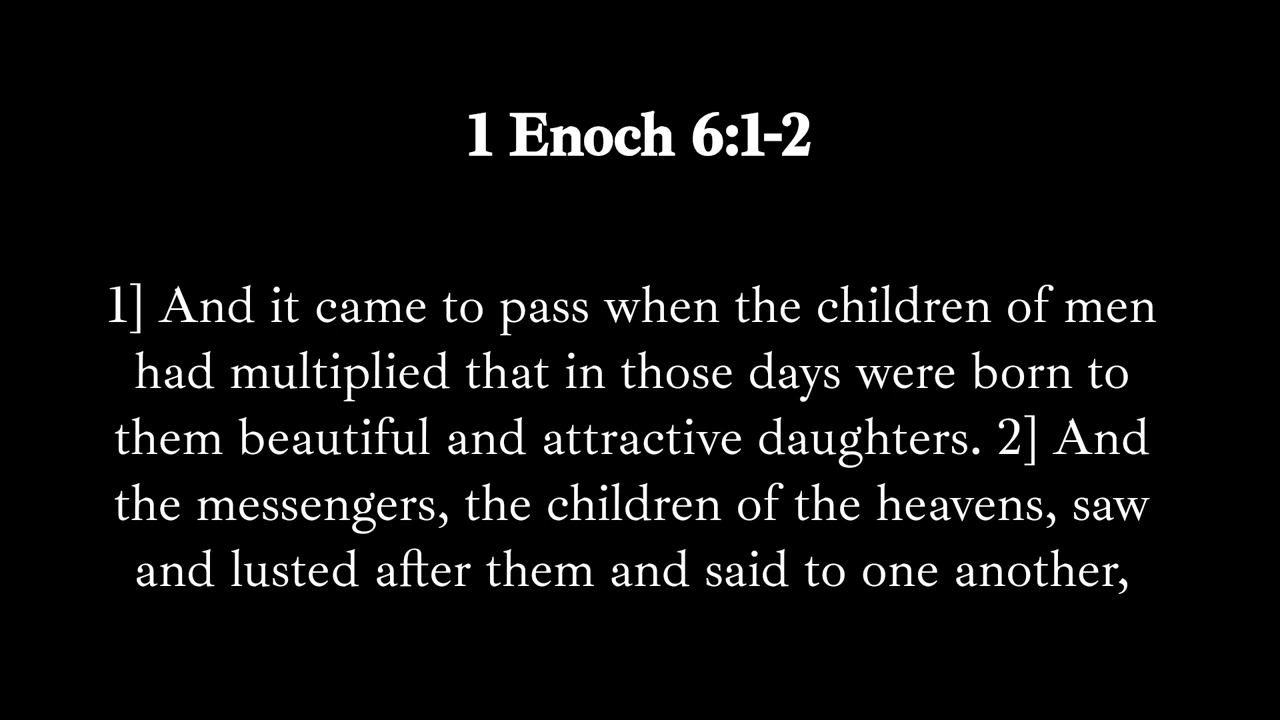 1 Enoch 6:1-2
1] And it came to pass when the children of men
had multiplied that in those days were born to
them beautiful and attractive daughters. 2] And
the messengers, the children of the heavens, saw
and lusted after them and said to one another,